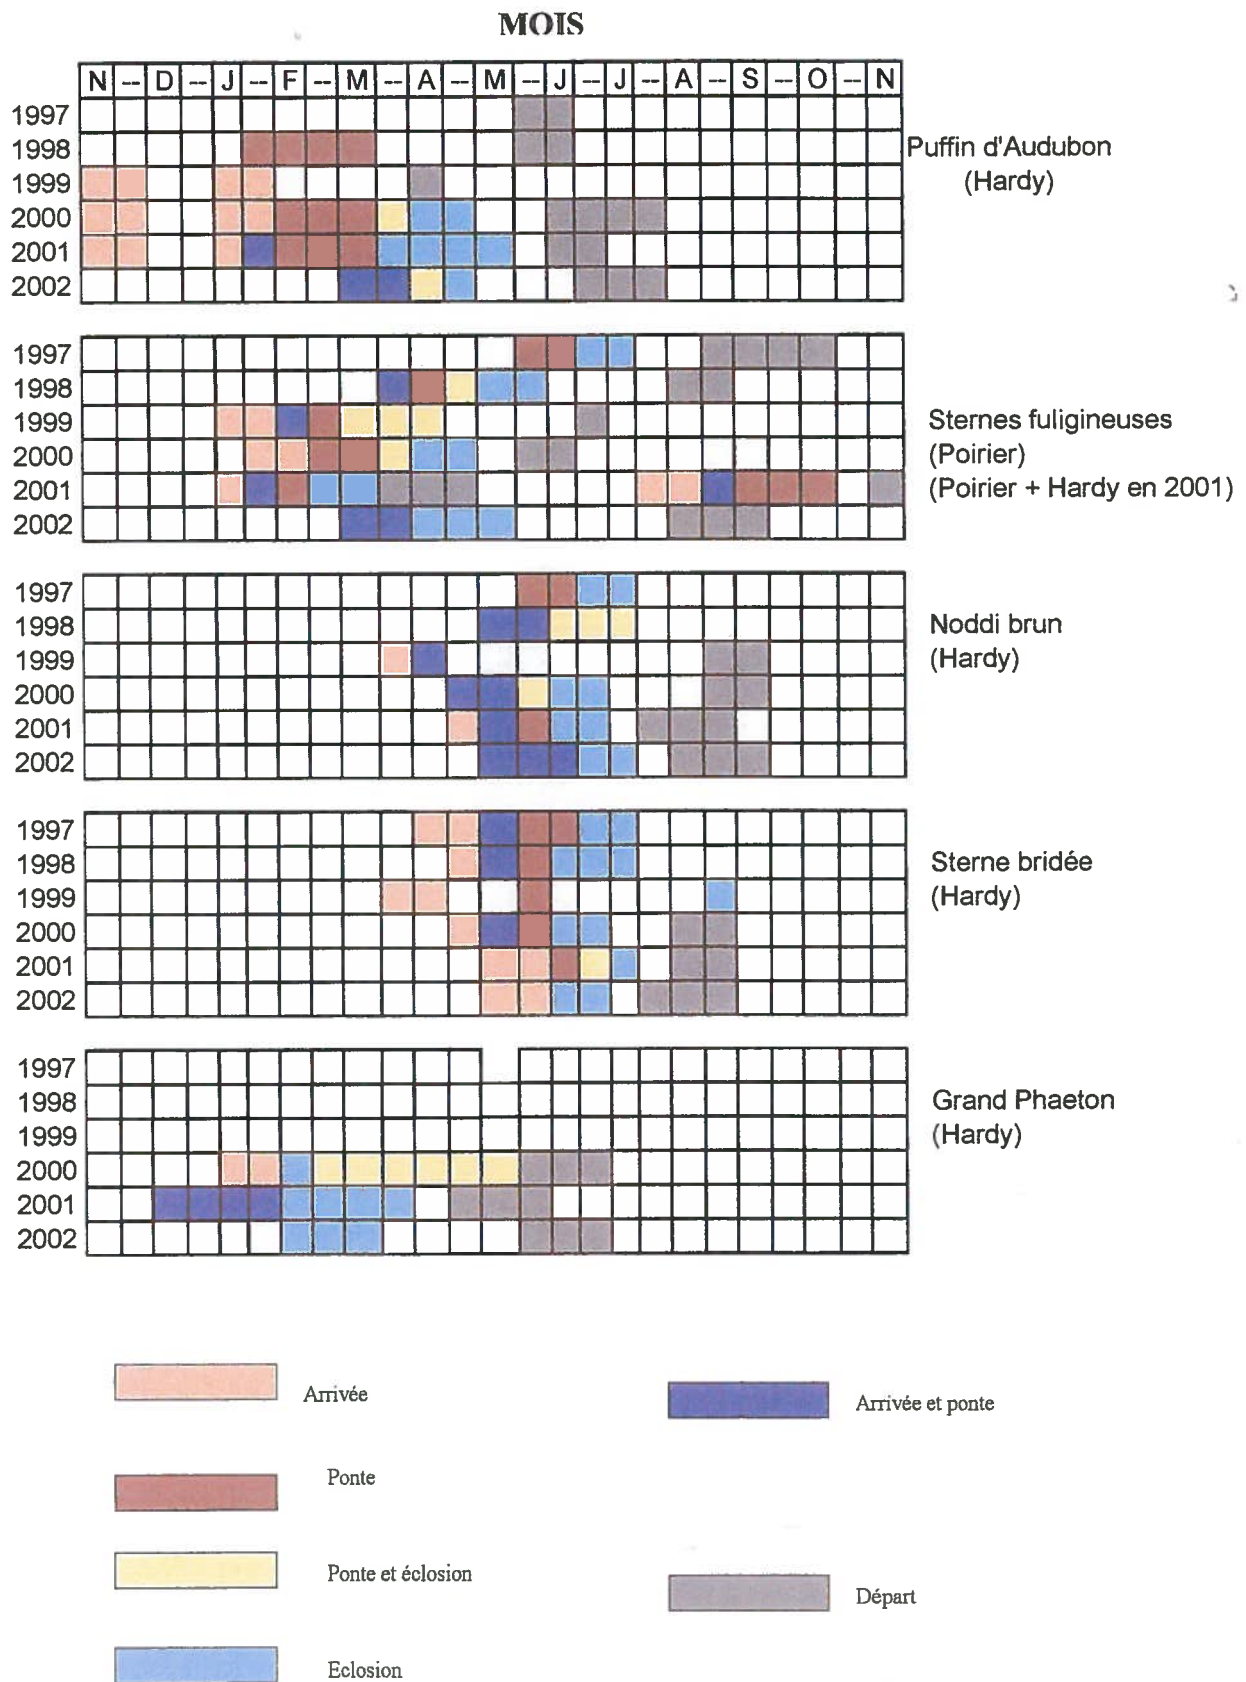 MOIS
N -- D -- J -- F -- M -- A -- M -- J -- J -- A -- S -- O -- N
1997
1998
1999
2000
2001
2002
Puffin d'Audubon
(Hardy)
1997
1998
1999
2000
2001
2002
Sternes fuligineuses
(Poirier)
(Poirier + Hardy en 2001)
1997
1998
1999
2000
2001
2002
Noddi brun
(Hardy)
1997
1998
1999
2000
2001
2002
Sterne bridée
(Hardy)
1997
1998
1999
2000
2001
2002
Grand Phaeton
(Hardy)
Arrivée
Arrivée et ponte
Ponte
Ponte et éclosion
Départ
Eclosion